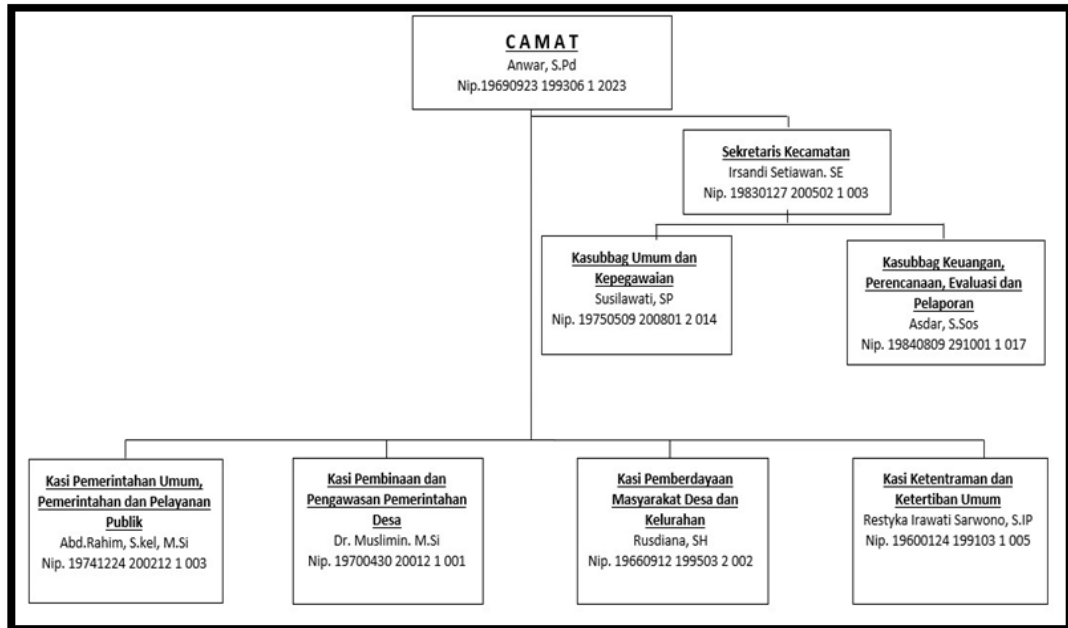 C A M A T
Anwar, S.Pd
Nip.19690923 199306 1 2023
Sekretaris Kecamatan
Irsandi Setiawan. SE
Nip. 19830127 200502 1 003
Kasubbag Umum dan
Kepegawaian
Susilawati, SP
Nip. 19750509 200801 2 014
Kasubbag Keuangan,
Perencanaan, Evaluasi dan
Pelaporan
Asdar, S.Sos
Nip. 19840809 291001 1 017
Kasi Pemerintahan Umum,
Pemerintahan dan Pelayanan
Publik
Abd.Rahim, S.kel, M.Si
Nip. 19741224 200212 1 003
Kasi Pembinaan dan
Pengawasan Pemerintahan
Desa
Dr. Muslimin. M.Si
Nip. 19700430 20012 1 001
Kasi Pemberdayaan
Masyarakat Desa dan
Kelurahan
Rusdiana, SH
Nip. 19660912 199503 2 002
Kasi Ketentraman dan
Ketertiban Umum
Restyka Irawati Sarwono, S.IP
Nip. 19600124 199103 1 005